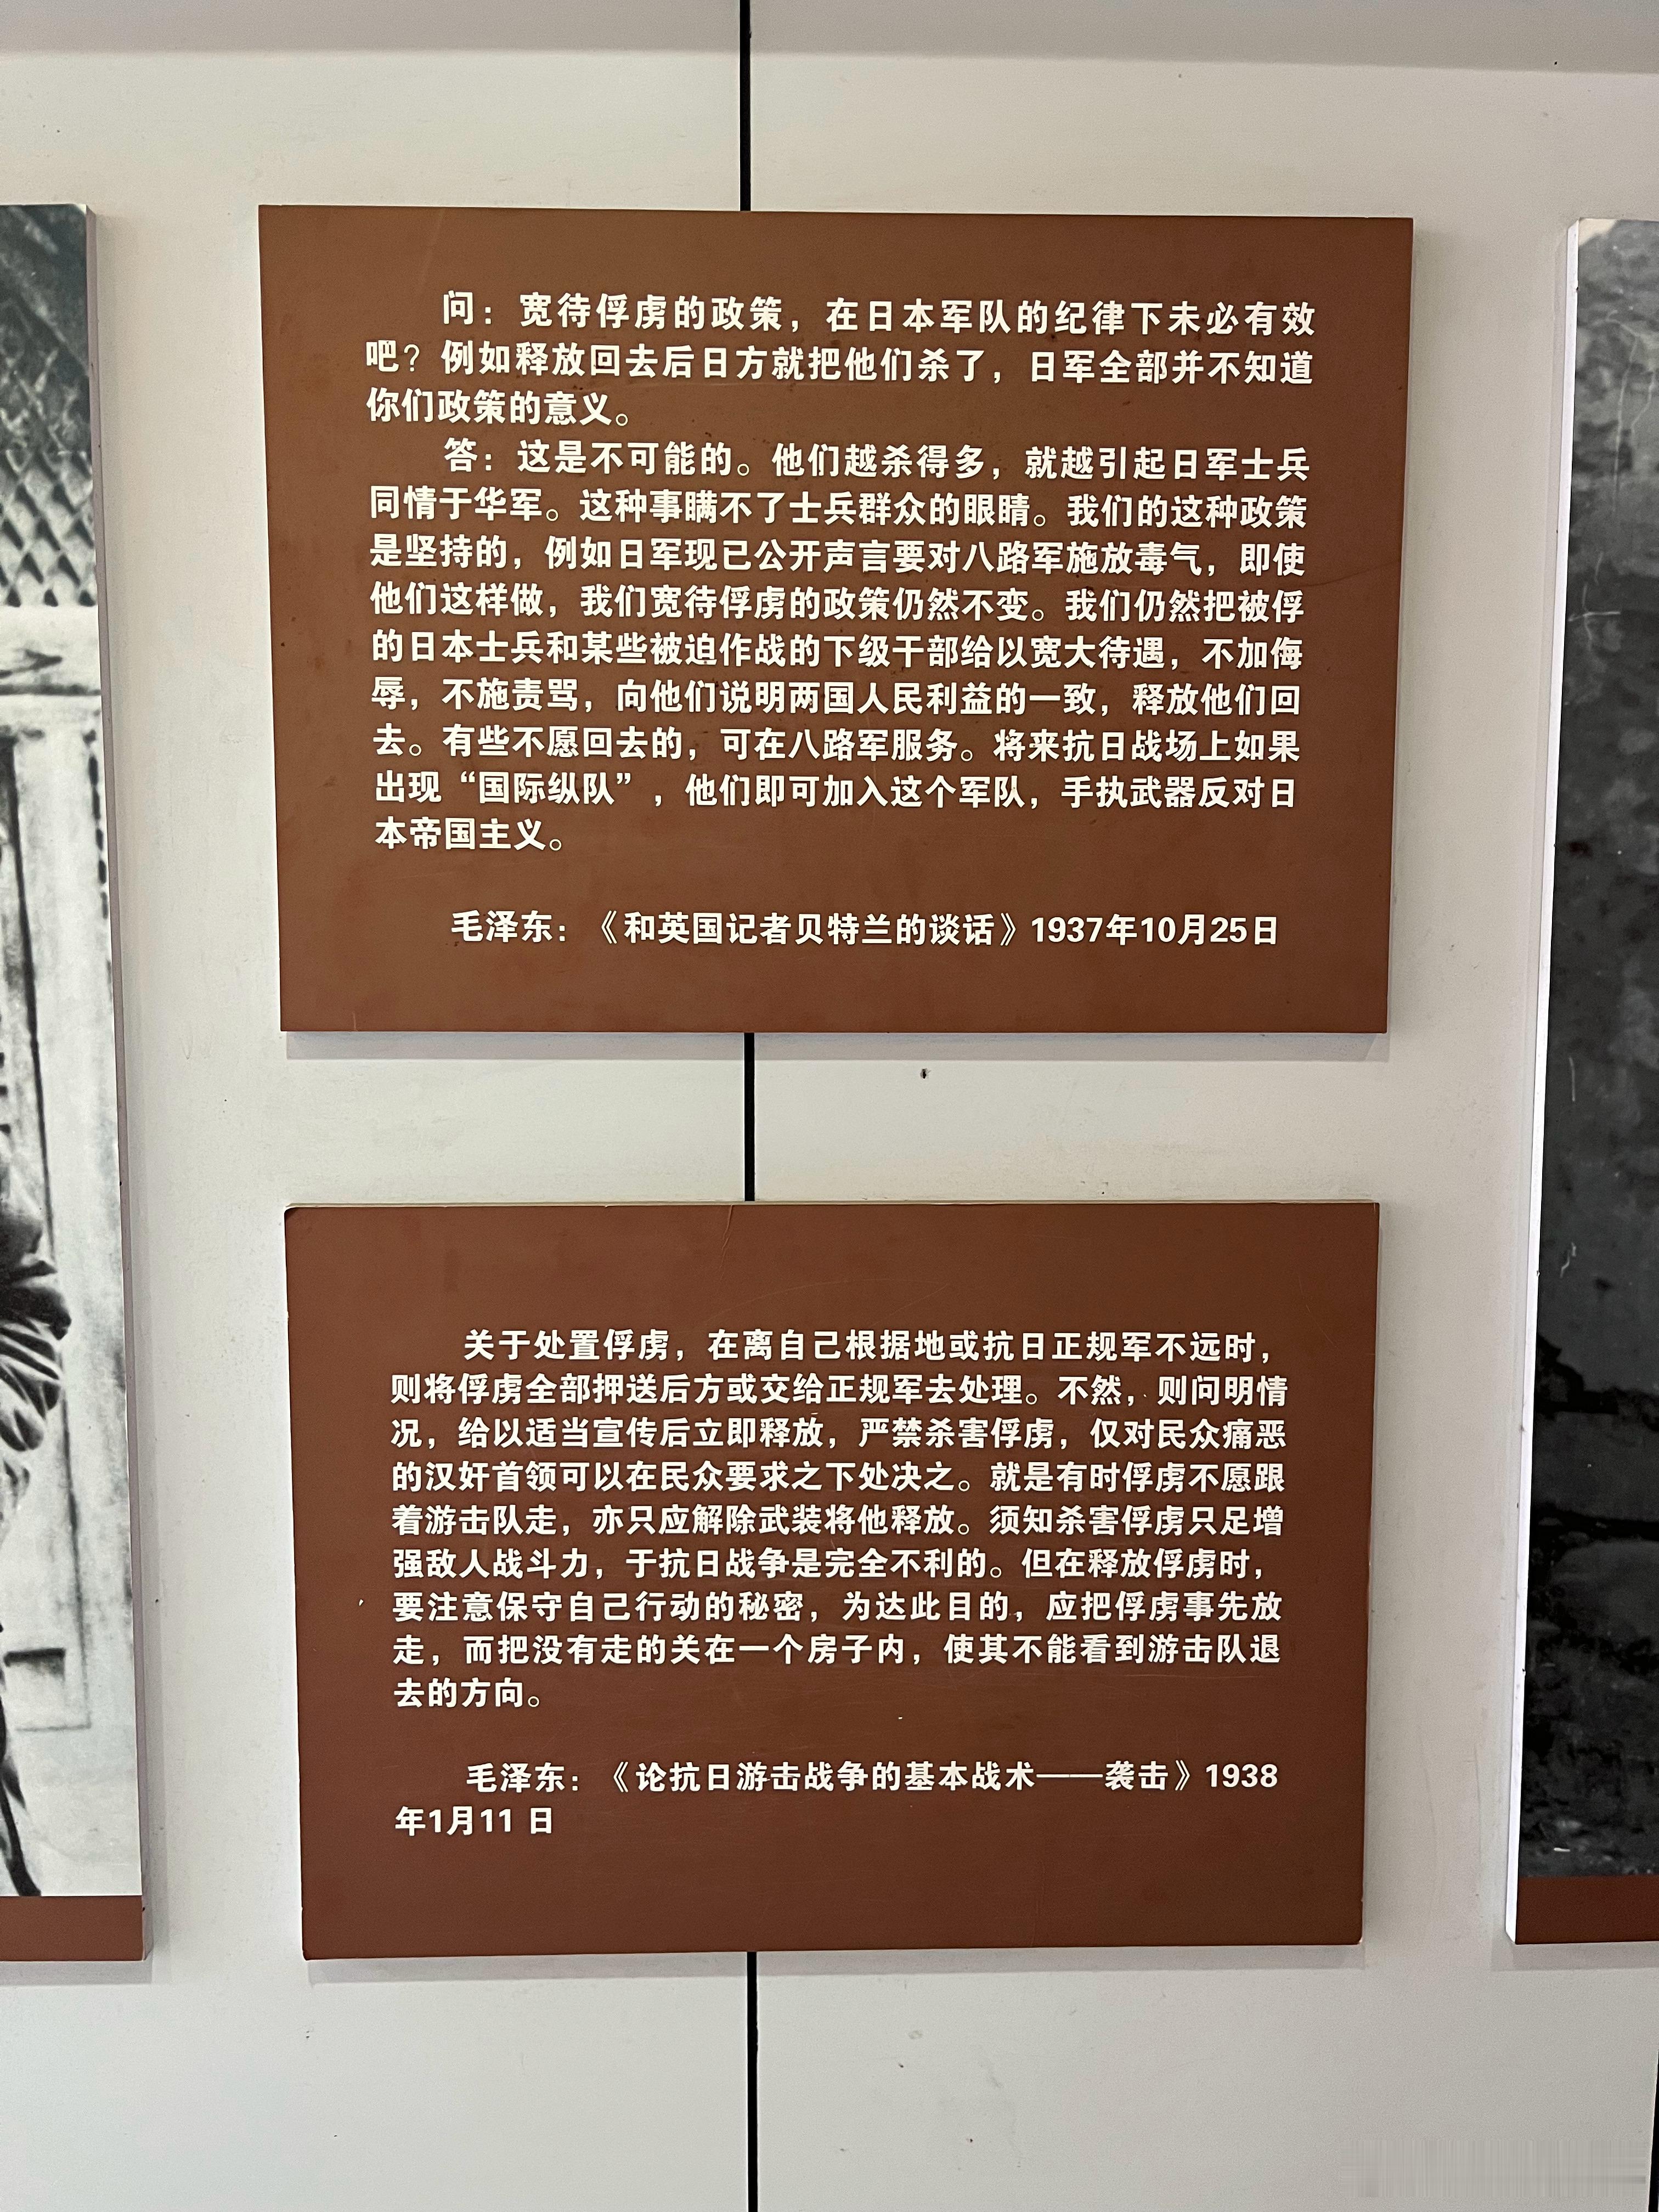 问：宽待俘虏的政策，在日本军队的纪律下未必有效
吧？例如释放回去后日方就把他们杀了，日军全部并不知道
你们政策的意义。
答：这是不可能的。他们越杀得多，就越引起日军士兵
同情于华军。这种事瞒不了士兵群众的眼睛。我们的这种政策
是坚持的，例如日军现已公开声言要对八路军施放毒气，即使
他们这样做，我们宽待俘虏的政策仍然不变。我们仍然把被俘
的日本士兵和某些被迫作战的下级干部给以宽大待遇，不加侮
辱，不施责骂，向他们说明两国人民利益的一致，释放他们回
去。有些不愿回去的，可在八路军服务。将来抗日战场上如果
出现“国际纵队”，他们即可加入这个军队，手执武器反对日
本帝国主义。
毛泽东：《和英国记者贝特兰的谈话》1937年10月25日
关于处置俘虏，在离自己根据地或抗日正规军不远时，
则将俘虏全部押送后方或交给正规军去处理。不然，则问明情
况，给以适当宣传后立即释放，严禁杀害俘虏，仅对民众痛恶
的汉奸首领可以在民众要求之下处决之。就是有时俘虏不愿跟
着游击队走，亦只应解除武装将他释放。须知杀害俘虏只足增
强敌人战斗力，于抗日战争是完全不利的。但在释放俘虏时，
要注意保守自己行动的秘密，为达此目的，应把俘虏事先放
走，而把没有走的关在一个房子内，使其不能看到游击队退
去的方向。
毛泽东：《论抗日游击战争的基本战术——袭击》1938
年1月11 日